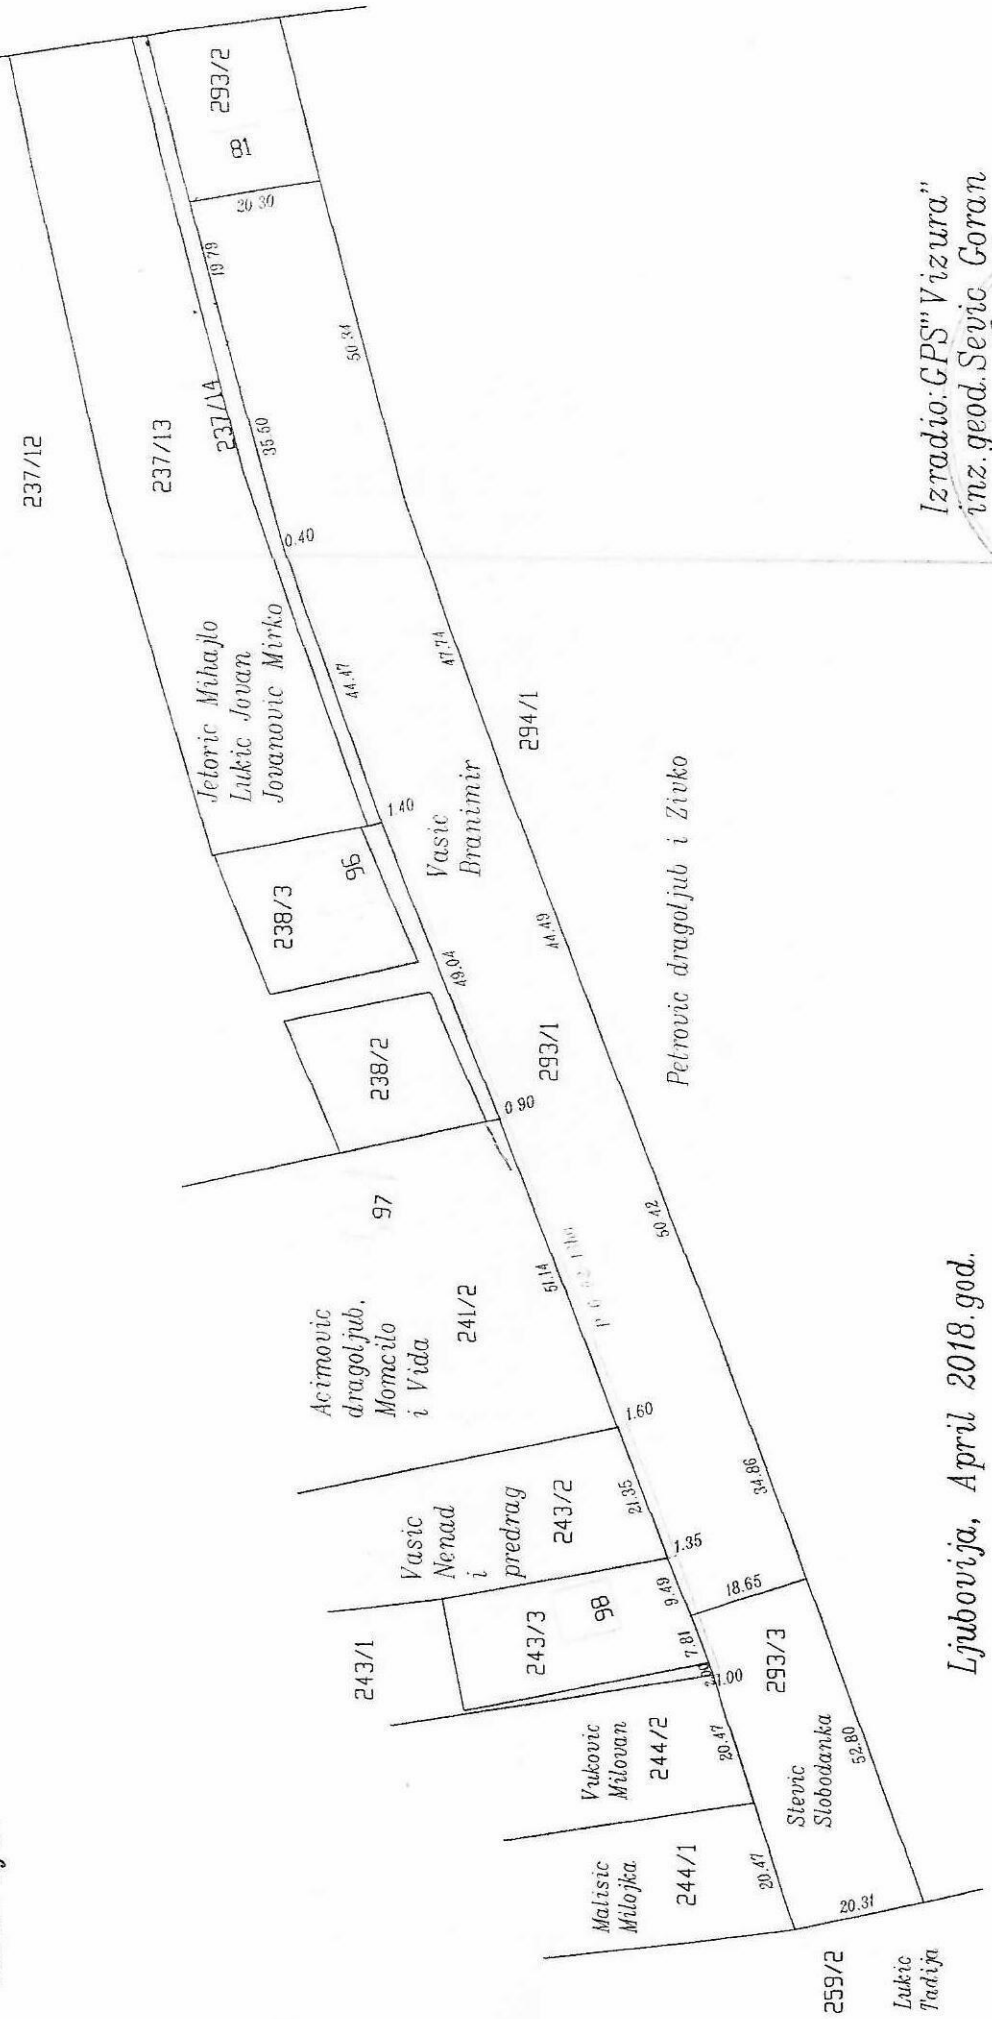 259/2
Lukic
Tadija
Malisic
Milojka
244/1
20.47
20.31
Vukovic
Milovan
244/2
20.47
1.00
Stevic
Slobodanka
52.80
293/3
18.65
243/1
243/3
98
7.81
9.49
1.35
Vasic
Nenad
i
predrag
243/2
21.35
34.86
1.60
Acimovic
dragoljub,
Momcilo
i Vida
241/2
97
51.14
50.42
0.90
238/2
293/1
49.04
44.49
238/3
96
1.40
Vasic
Branimir
294/1
Petrovic dragoljub i Zivko
Jetoric Mihajlo
Lukic Jovan
Jovanovic Mirko
44.47
47.74
0.40
237/12
237/13
237/14
35.60
50.34
19.79
20.30
81
293/2
Ljubovija, April 2018.god.
Izradio:GPS"Vizura"
inz.geod.Sevic Goran